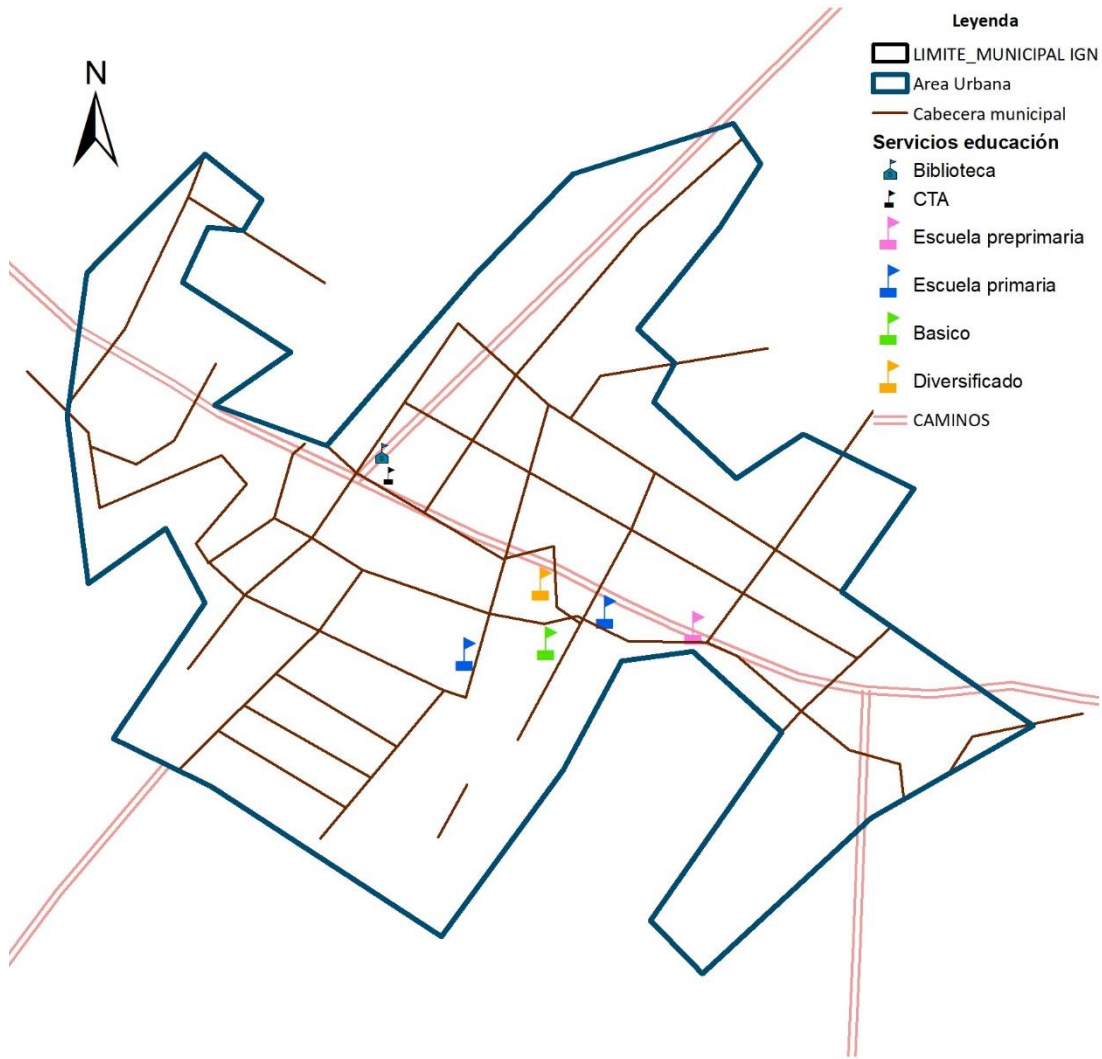 N
Leyenda
LIMITE_MUNICIPAL IGN
Area Urbana
Cabecera municipal
Servicios educación
Biblioteca
CTA
Escuela preprimaria
Escuela primaria
Basico
Diversificado
CAMINOS